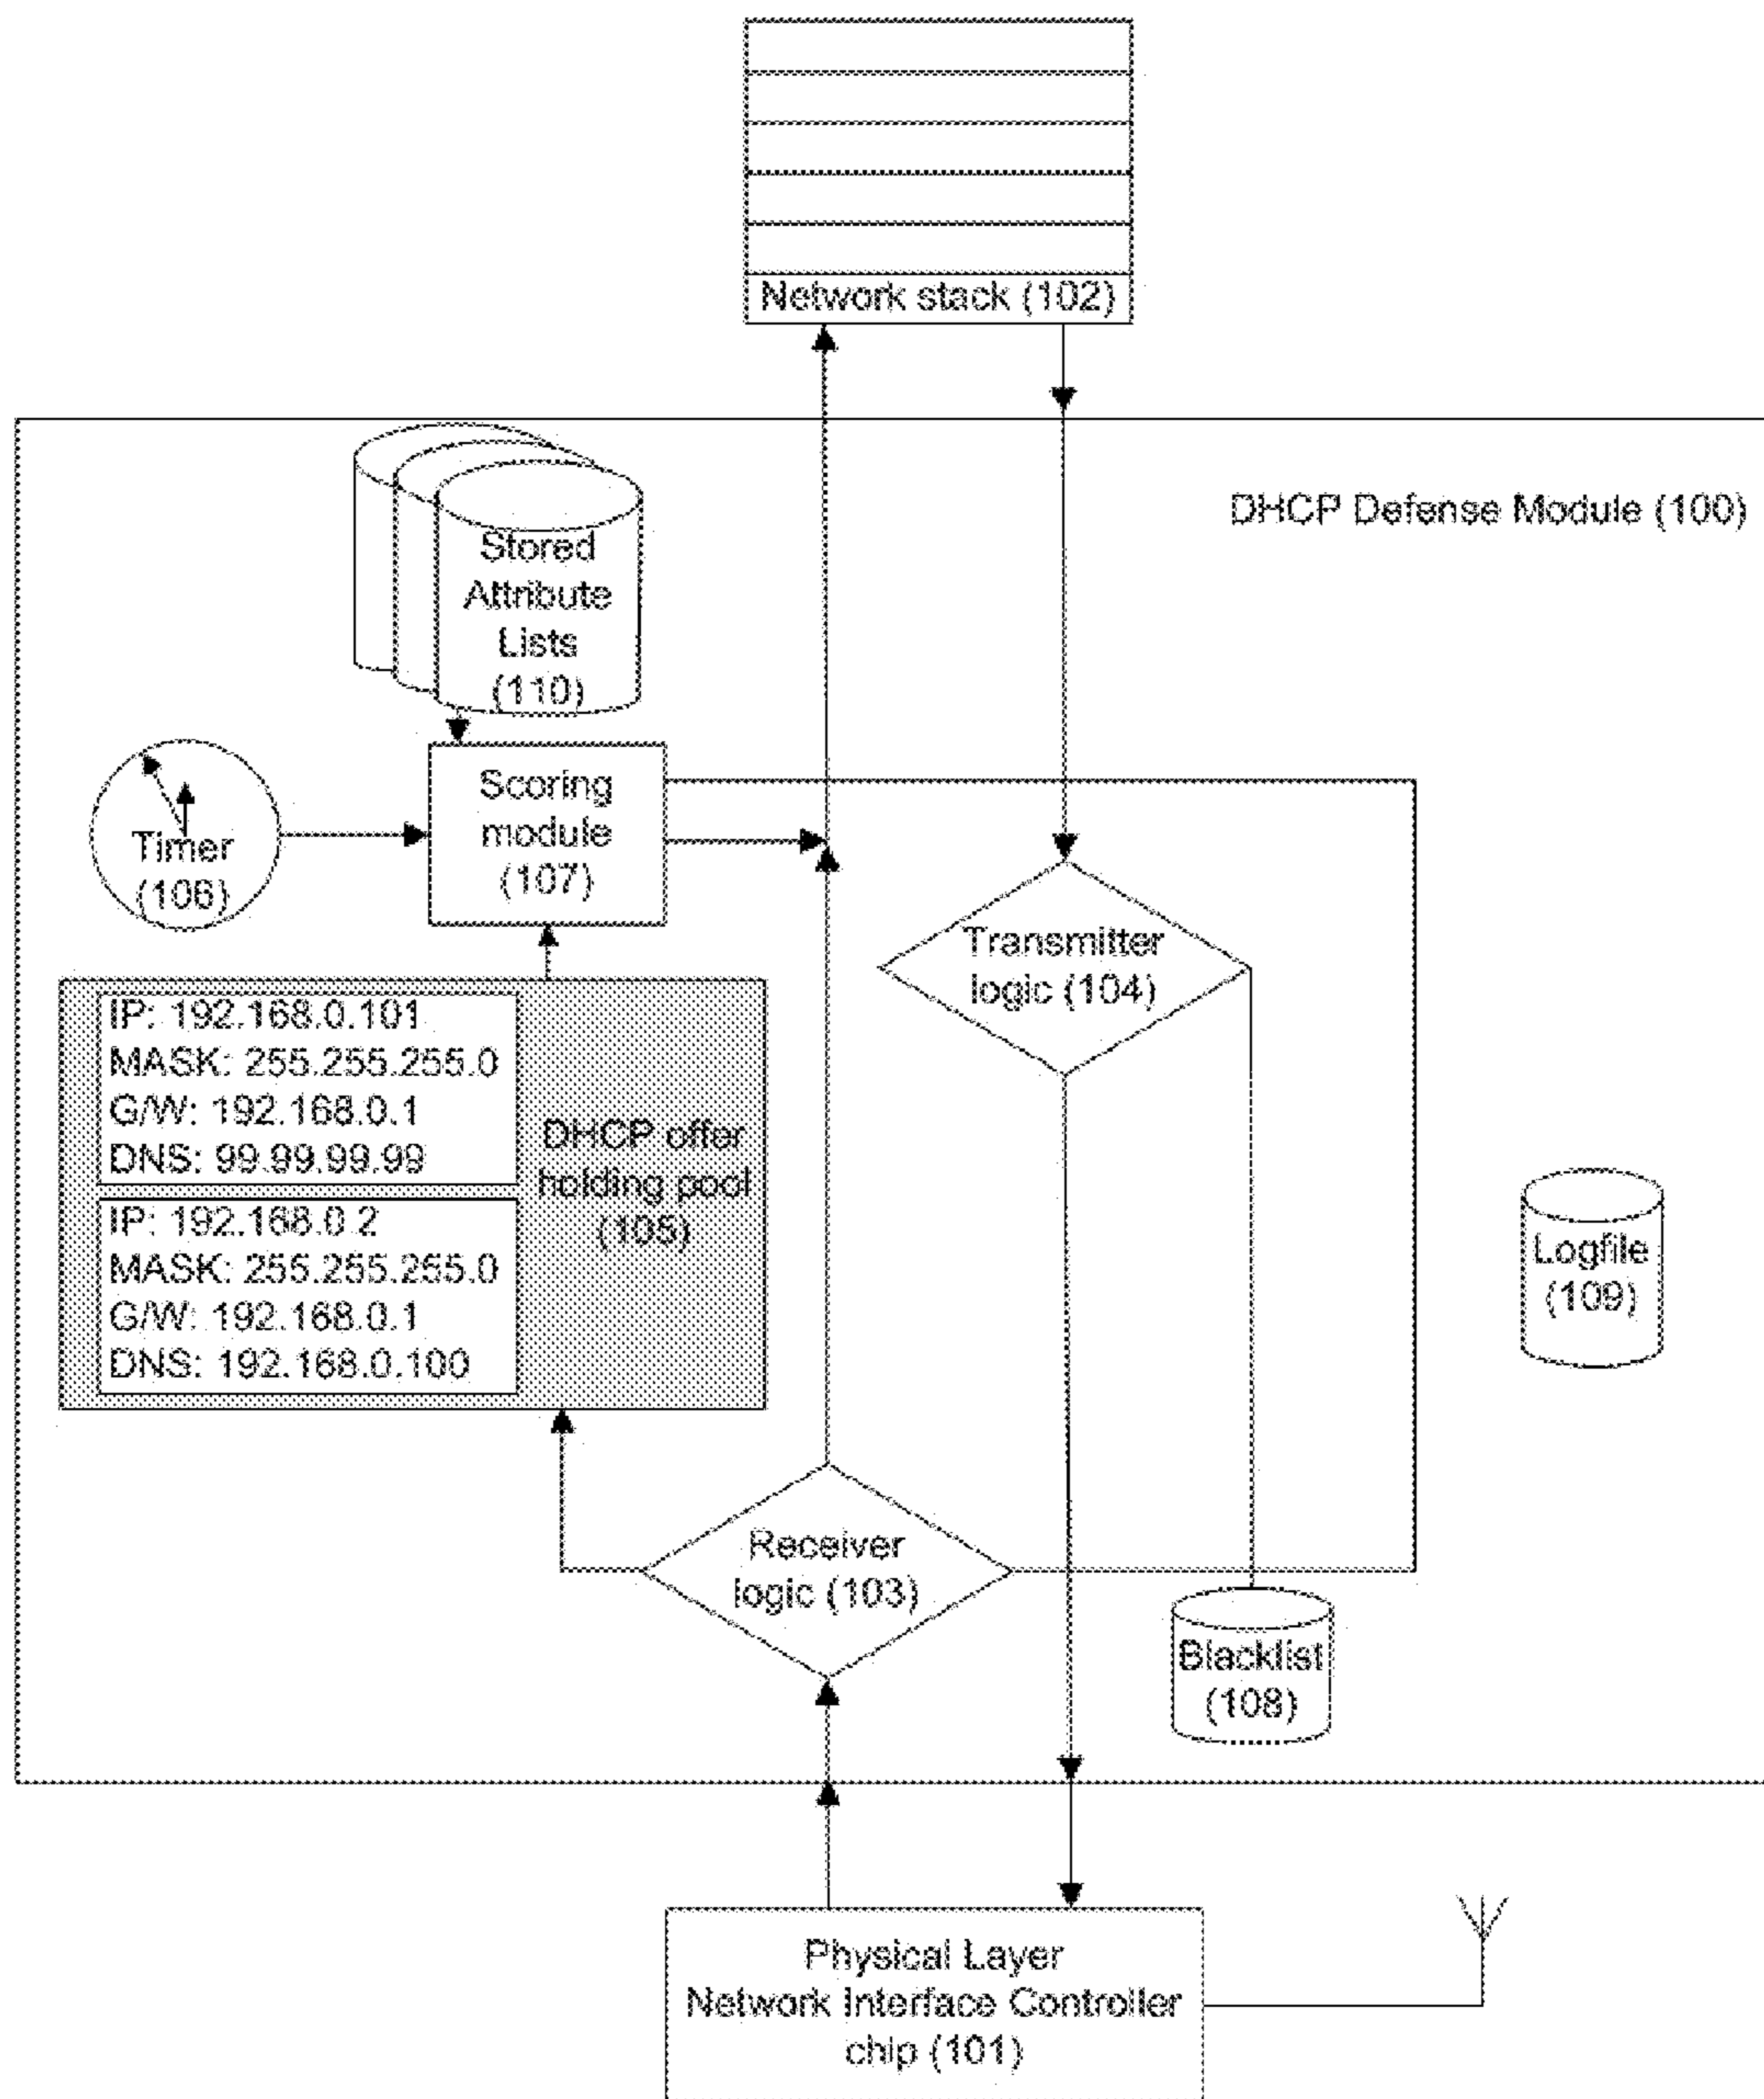 Network stack (102)
DHCP Defense Module (100)
Stored
Attribute
Lists
(110)
Timer
(106)
Scoring
module
(107)
Transmitter
logic (104)
IP: 192.168.0.101
MASK: 255.255.255.0
G/W: 192.168.0.1
DNS: 99.99.99.99
DHCP offer
holding pool
(105)
IP: 192.168.0.2
MASK: 255.255.255.0
G/W: 192.168.0.1
DNS: 192.168.0.100
Logfile
(109)
Receiver
logic (103)
Blacklist
(108)
Physical Layer
Network Interface Controller
chip (101)